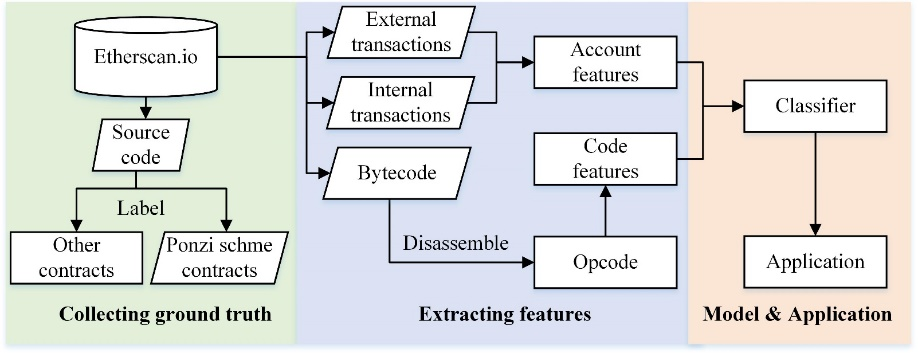 Etherscan.io
Source
code
Label
Other
contracts
Ponzi schme
contracts
Collecting ground truth
External
transactions
Internal
transactions
Bytecode
Disassemble
Account
features
Code
features
Opcode
Extracting features
Classifier
Application
Model & Application